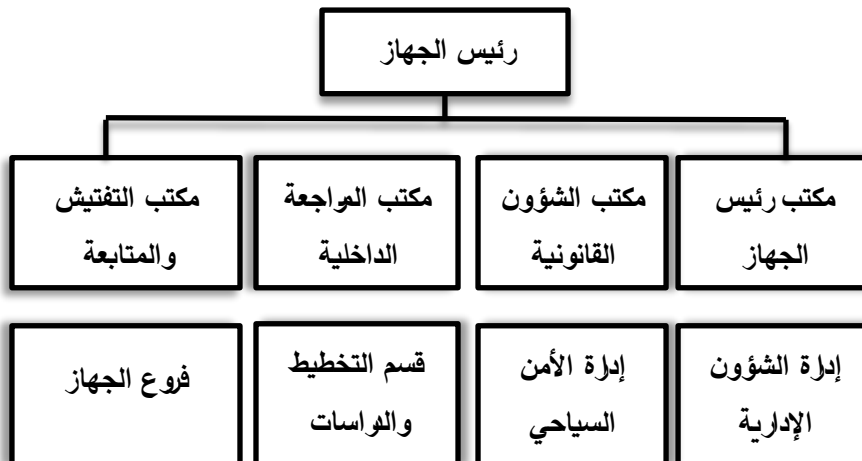 رئيس الجهاز
مكتب رئيس
الجهاز
مكتب الشؤون
القانونية
مكتب المراجعة
الداخلية
مكتب التفتيش
والمتابعة
إدارة الشؤون
الإدارية
إدارة الأمن
السياحي
قسم التخطيط
والدراسات
فروع الجهاز